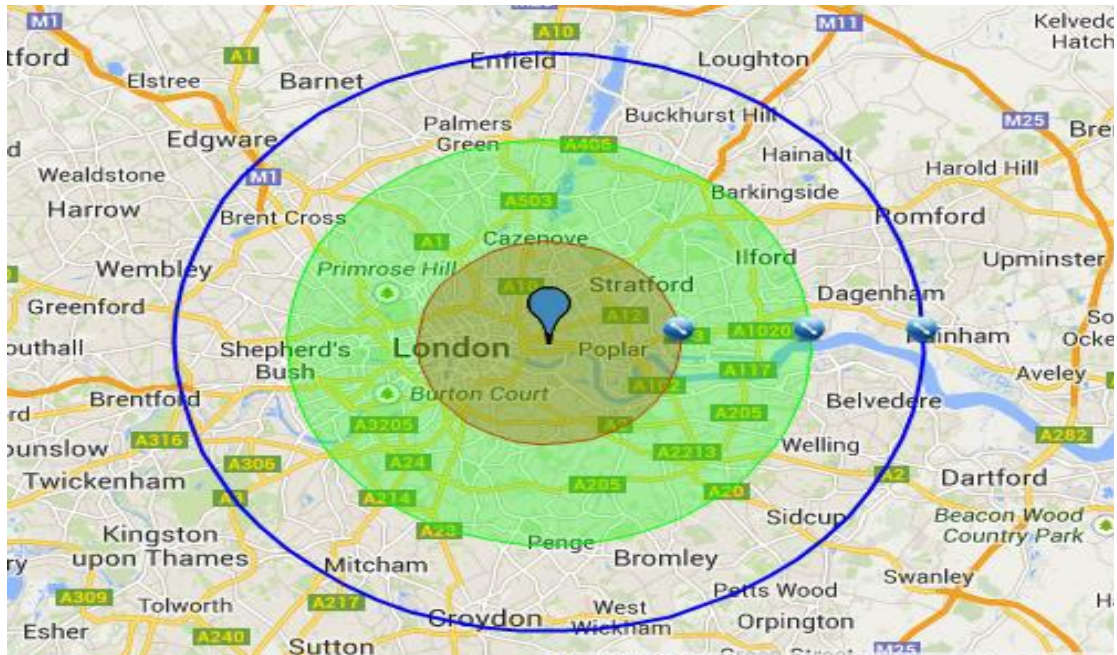 M1
A10
M11
Kelvedo
Hatch
tford
A1
Enfield
Loughton
Elstree
Barnet
Buckhurst Hill
M25
Edgware
Palmers
Green
A406
Bre
Hainault
M1
Harold Hill
Wealdstone
Barkingside
Harrow
A503
Brent Cross
Romford
A1
Cazenove
Ilford
Wembley
Primrose Hill
Upminster
Stratford
Greenford
Dagenham
A12
So
outhall
A1020
Ocke
Shepherd's
Bush
London
Poplar
A117
Aveley
A102
Brentford
Burton Court
Belvedere
A205
A316
A3205
A282
ounslow
A2
Welling
A306
A24
A2213
A2
Twickenham
A205
Dartford
A214
A20
A3
Sidcup
Beacon Wood
Country Park
Kingston
upon Thames
A23
Penge
Bromley
ry
Mitcham
Swanley
A309
A217
Petts Wood
Tolworth
West
Wickham
Ha
Croydon
Orpington
Esher
A240
Sutton
M25